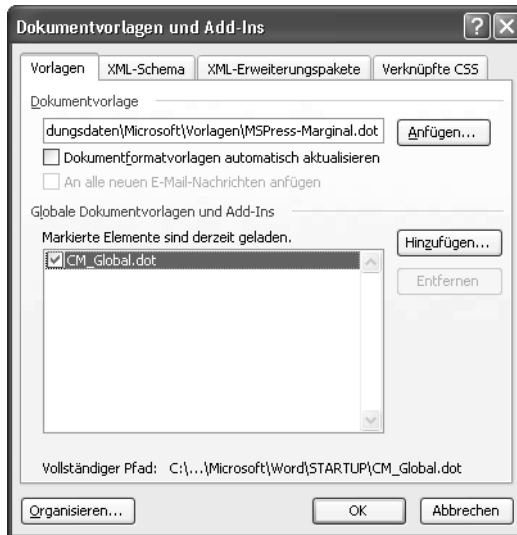 Dokumentvorlagen und Add-Ins
Vorlagen XML-Schema XML-Erweiterungspakete Verknüpfte CSS
Dokumentvorlage
dungsdaten\Microsoft\Vorlagen\MSPress-Marginal.dot Anfügen...
Dokumentformatvorlagen automatisch aktualisieren
An alle neuen E-Mail-Nachrichten anfügen
Globale Dokumentvorlagen und Add-Ins
Markierte Elemente sind derzeit geladen. Hinzufügen...
CM_Global.dot
Entfernen
Vollständiger Pfad: C:\...\Microsoft\Word\STARTUP\CM_Global.dot
Organisieren... OK Abbrechen